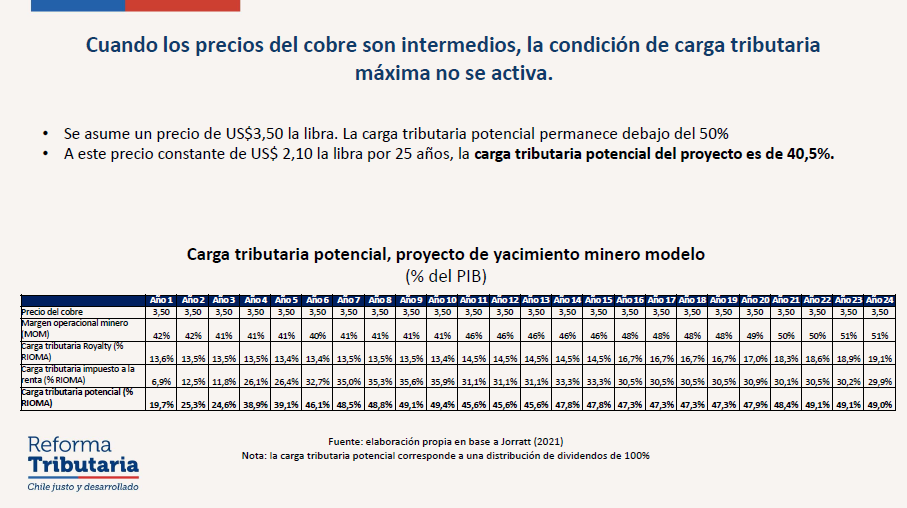 Cuando los precios del cobre son intermedios, la condición de carga tributaria
máxima no se activa.
• Se asume un precio de US$3,50 la libra. La carga tributaria potencial permanece debajo del 50%
• A este precio constante de US$ 2,10 la libra por 25 años, la carga tributaria potencial del proyecto es de 40,5%.
Carga tributaria potencial, proyecto de yacimiento minero modelo
(% del PIB)
Año 1 Año 2 Año 3 Año 4 Año 5 Año 6 Año 7 Año 8 Año 9 Año 10 Año 11 Año 12 Año 13 Año 14 Año 15 Año 16 Año 17 Año 18 Año 19 Año 20 Año 21 Año 22 Año 23 Año 24
Precio del cobre 3,50 3,50 3,50 3,50 3,50 3,50 3,50 3,50 3,50 3,50 3,50 3,50 3,50 3,50 3,50 3,50 3,50 3,50 3,50 3,50 3,50 3,50 3,50 3,50
Margen operacional minero
(MOM) 42% 42% 41% 41% 41% 40% 41% 41% 41% 41% 46% 46% 46% 46% 46% 48% 48% 48% 48% 49% 50% 50% 51% 51%
Carga tributaria Royalty (%
RIOMA) 13,6% 13,5% 13,5% 13,5% 13,4% 13,4% 13,5% 13,5% 13,5% 13,4% 14,5% 14,5% 14,5% 14,5% 14,5% 16,7% 16,7% 16,7% 16,7% 17,0% 18,3% 18,6% 18,9% 19,1%
Carga tributaria impuesto a la
renta (% RIOMA) 6,9% 12,5% 11,8% 26,1% 26,4% 32,7% 35,0% 35,3% 35,6% 35,9% 31,1% 31,1% 31,1% 33,3% 33,3% 30,5% 30,5% 30,5% 30,5% 30,9% 30,1% 30,5% 30,2% 29,9%
Carga tributaria potencial (%
RIOMA) 19,7% 25,3% 24,6% 38,9% 39,1% 46,1% 48,5% 48,8% 49,1% 49,4% 45,6% 45,6% 45,6% 47,8% 47,8% 47,3% 47,3% 47,3% 47,3% 47,9% 48,4% 49,1% 49,1% 49,0%
Fuente: elaboración propia en base a Jorratt (2021)
Nota: la carga tributaria potencial corresponde a una distribución de dividendos de 100%
Reforma
Tributaria
Chile justo y desarrollado